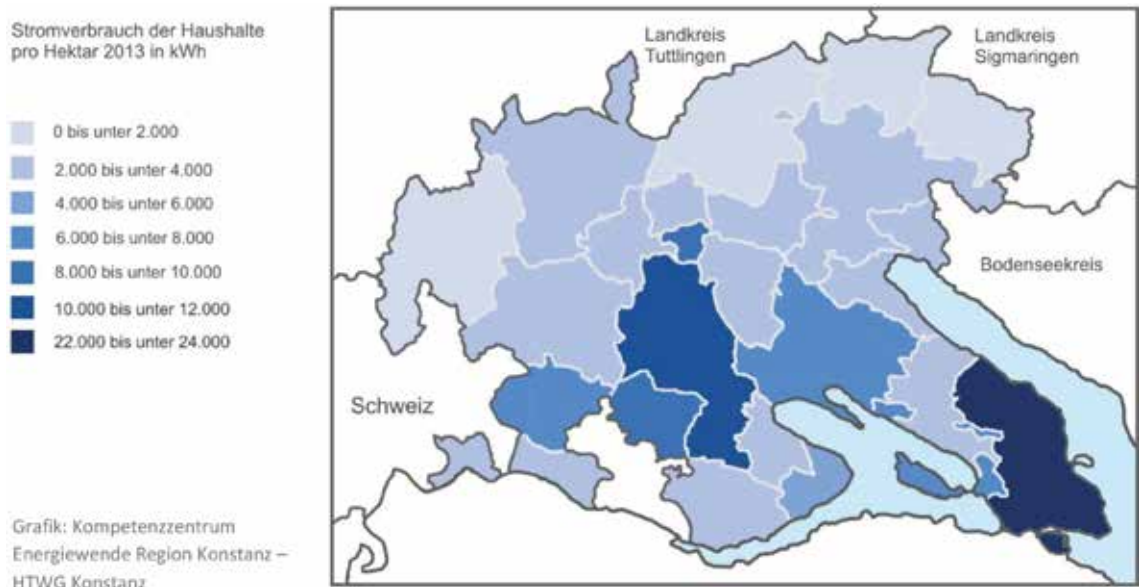 Stromverbrauch der Haushalte
pro Hektar 2013 in kWh
0 bis unter 2.000
2.000 bis unter 4.000
4.000 bis unter 6.000
6.000 bis unter 8.000
8.000 bis unter 10.000
10.000 bis unter 12.000
22.000 bis unter 24.000
Landkreis
Tuttlingen
Landkreis
Sigmaringen
Bodenseekreis
Schweiz
Grafik: Kompetenzzentrum
Energiewende Region Konstanz –
HTWG Konstanz